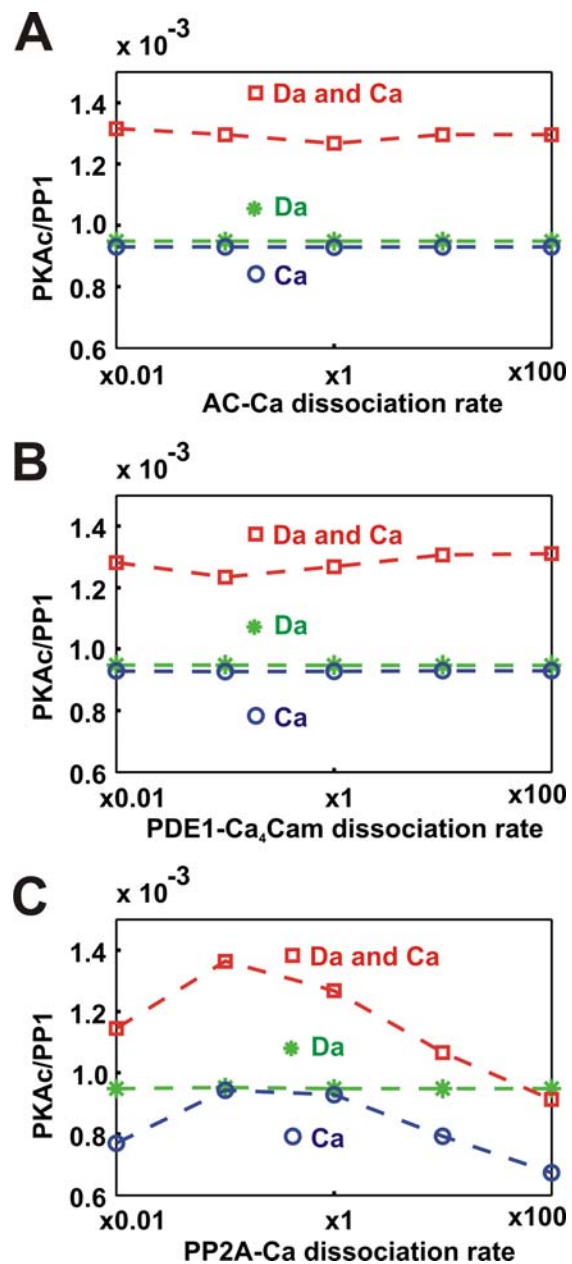 A
x 10-3
1.4
1.2
1.0
0.8
0.6
PKAc/PP1
Da and Ca
Da
Ca
x0.01 x1 x100
AC-Ca dissociation rate
B
x 10-3
1.4
1.2
1.0
0.8
0.6
PKAc/PP1
Da and Ca
Da
Ca
x0.01 x1 x100
PDE1-Ca₄Cam dissociation rate
C
x 10-3
1.4
1.2
1.0
0.8
0.6
PKAc/PP1
Da and Ca
Da
Ca
x0.01 x1 x100
PP2A-Ca dissociation rate